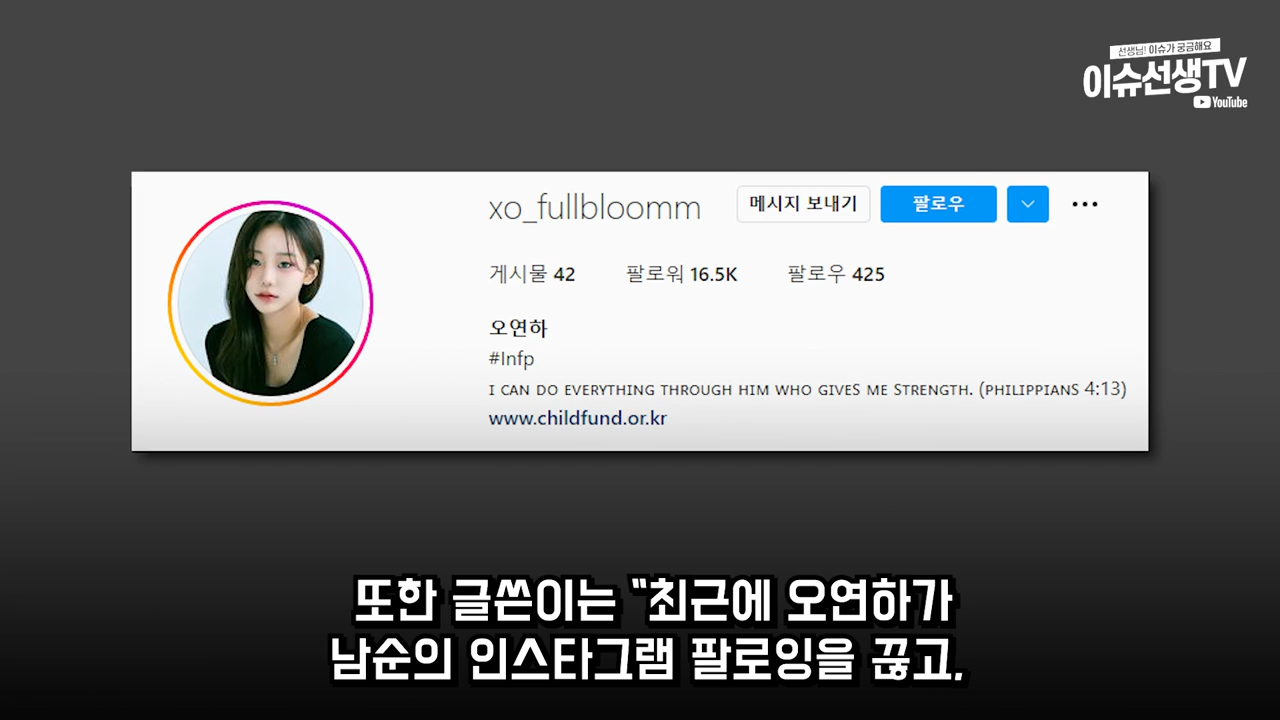 선생님! 이슈가 궁금해요
이슈선생TV
YouTube
xo_fullbloomm 메시지 보내기 팔로우
게시물 42 팔로워 16.5K 팔로우 425
오연하
#Infp
I CAN DO EVERYTHING THROUGH HIM WHO GIVES ME STRENGTH. (PHILIPPIANS 4:13)
www.childfund.or.kr
또한 글쓴이는 "최근에 오연하가
남순의 인스타그램 팔로잉을 끊고,